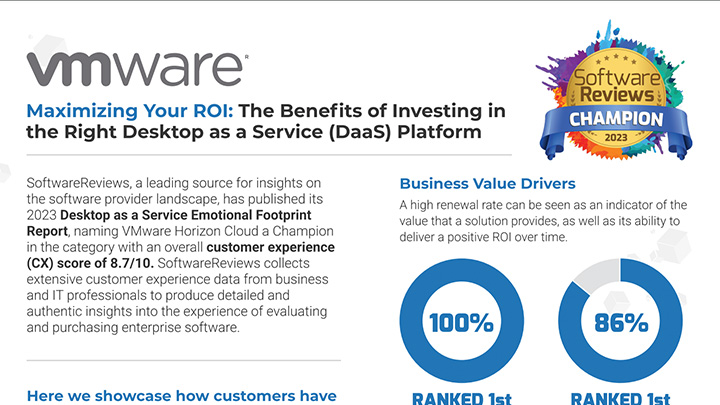 vmware
Maximizing Your ROI: The Benefits of Investing in
the Right Desktop as a Service (DaaS) Platform
Software
Reviews
CHAMPION
2023
SoftwareReviews, a leading source for insights on
the software provider landscape, has published its
2023 Desktop as a Service Emotional Footprint
Report, naming VMware Horizon Cloud a Champion
in the category with an overall customer experience
(CX) score of 8.7/10. SoftwareReviews collects
extensive customer experience data from business
and IT professionals to produce detailed and
authentic insights into the experience of evaluating
and purchasing enterprise software.
Here we showcase how customers have
Business Value Drivers
A high renewal rate can be seen as an indicator of the
value that a solution provides, as well as its ability to
deliver a positive ROI over time.
100%
86%
RANKED 1st
RANKED 1st